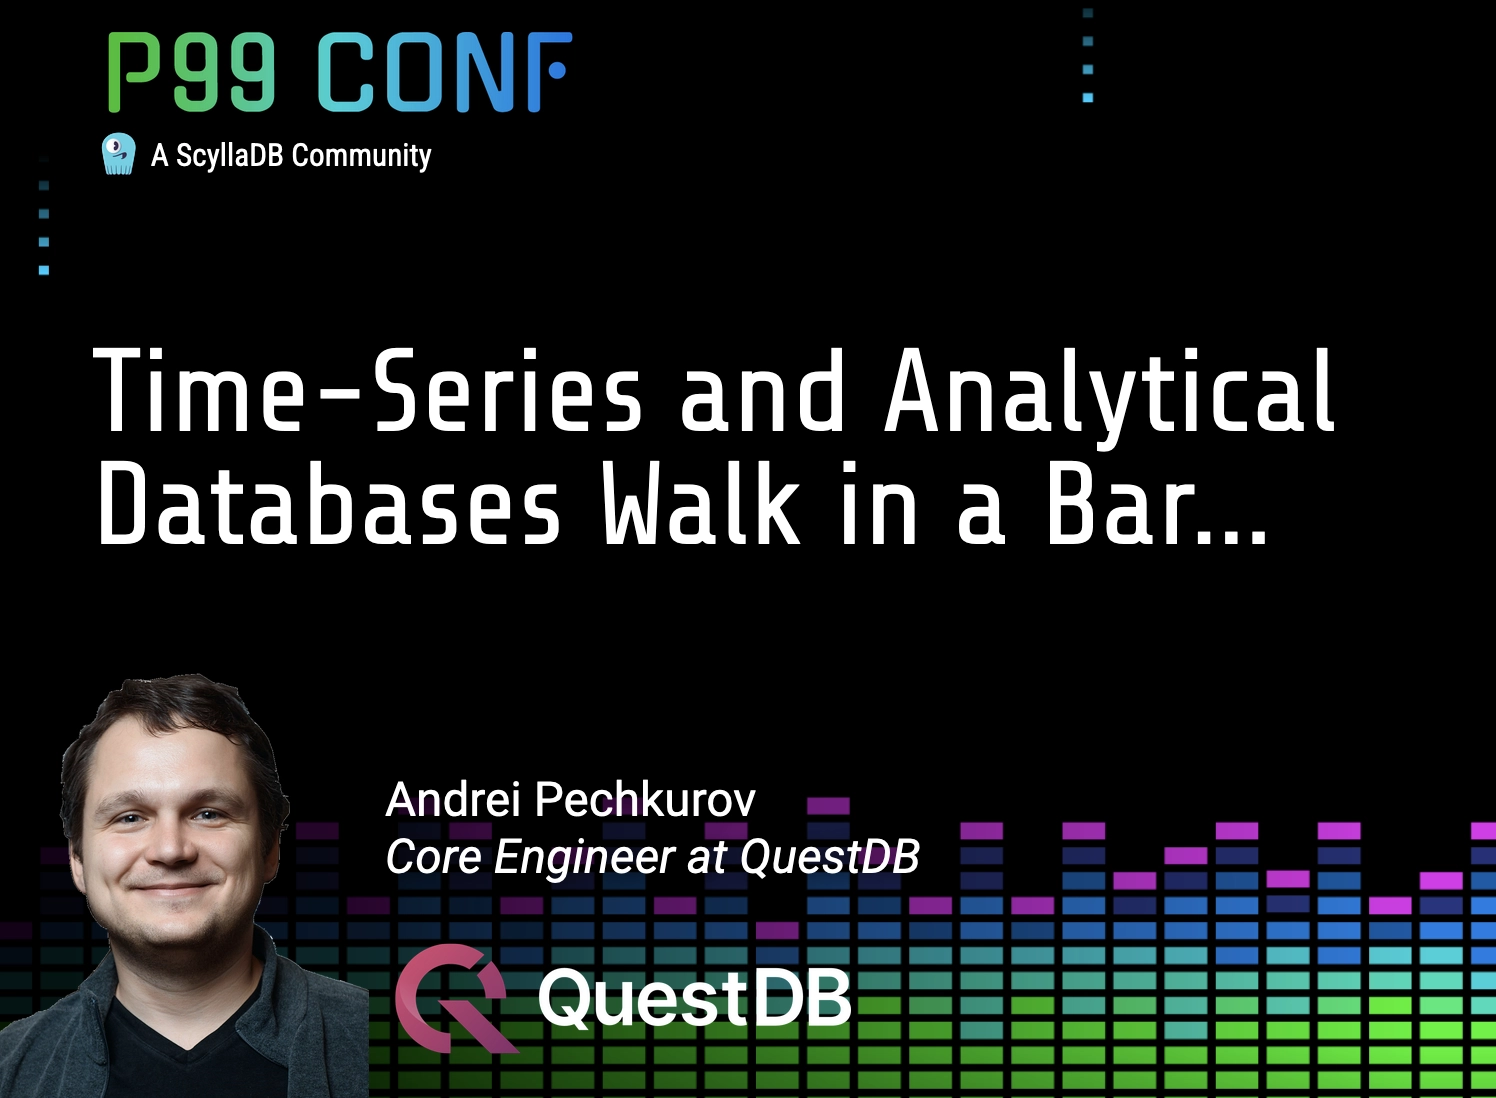 P99 CONF
A ScyllaDB Community
Time-Series and Analytical
Databases Walk in a Bar...
Andrei Pechkurov
Core Engineer at QuestDB
QuestDB